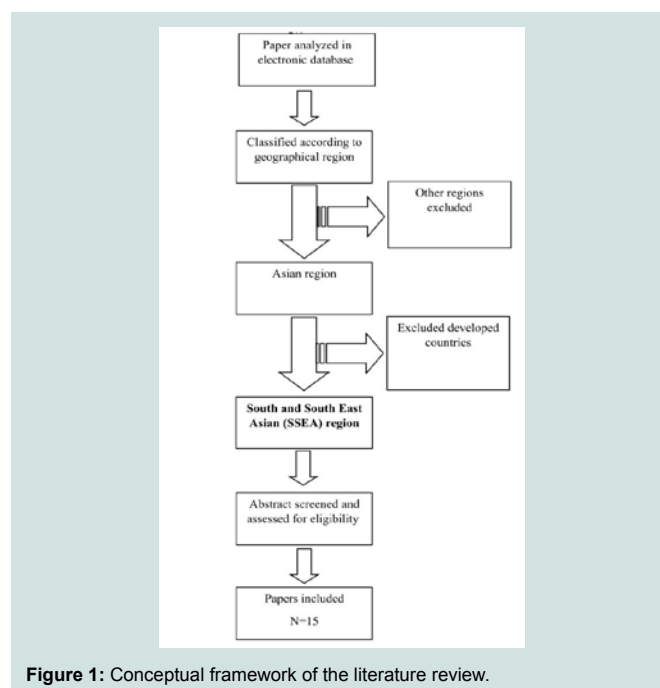 Paper analyzed in
electronic database
Classified according to
geographical region
Other regions
excluded
Asian region
Excluded developed
countries
South and South East
Asian (SSEA) region
Abstract screened and
assessed for eligibility
Papers included
N=15
Figure 1: Conceptual framework of the literature review.